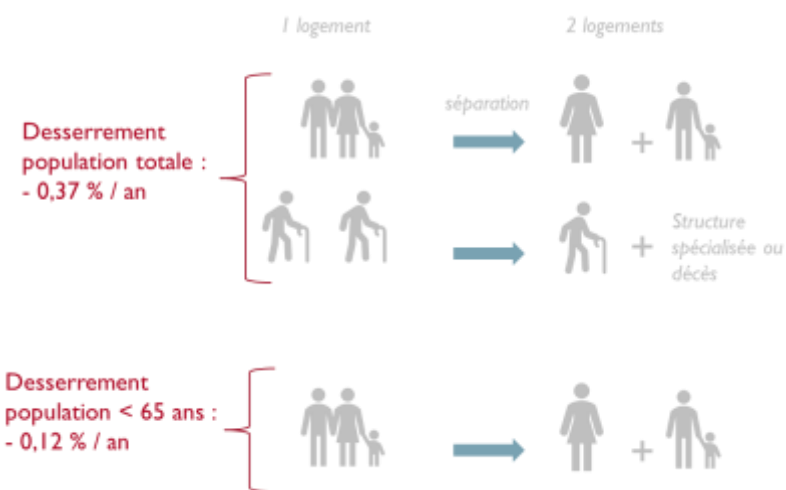 1 logement
2 logements
séparation
Desserrement
population totale :
- 0,37 % / an
+
Structure
+
spécialisée ou
décès
Desserrement
population < 65 ans :
- 0,12 % / an
+